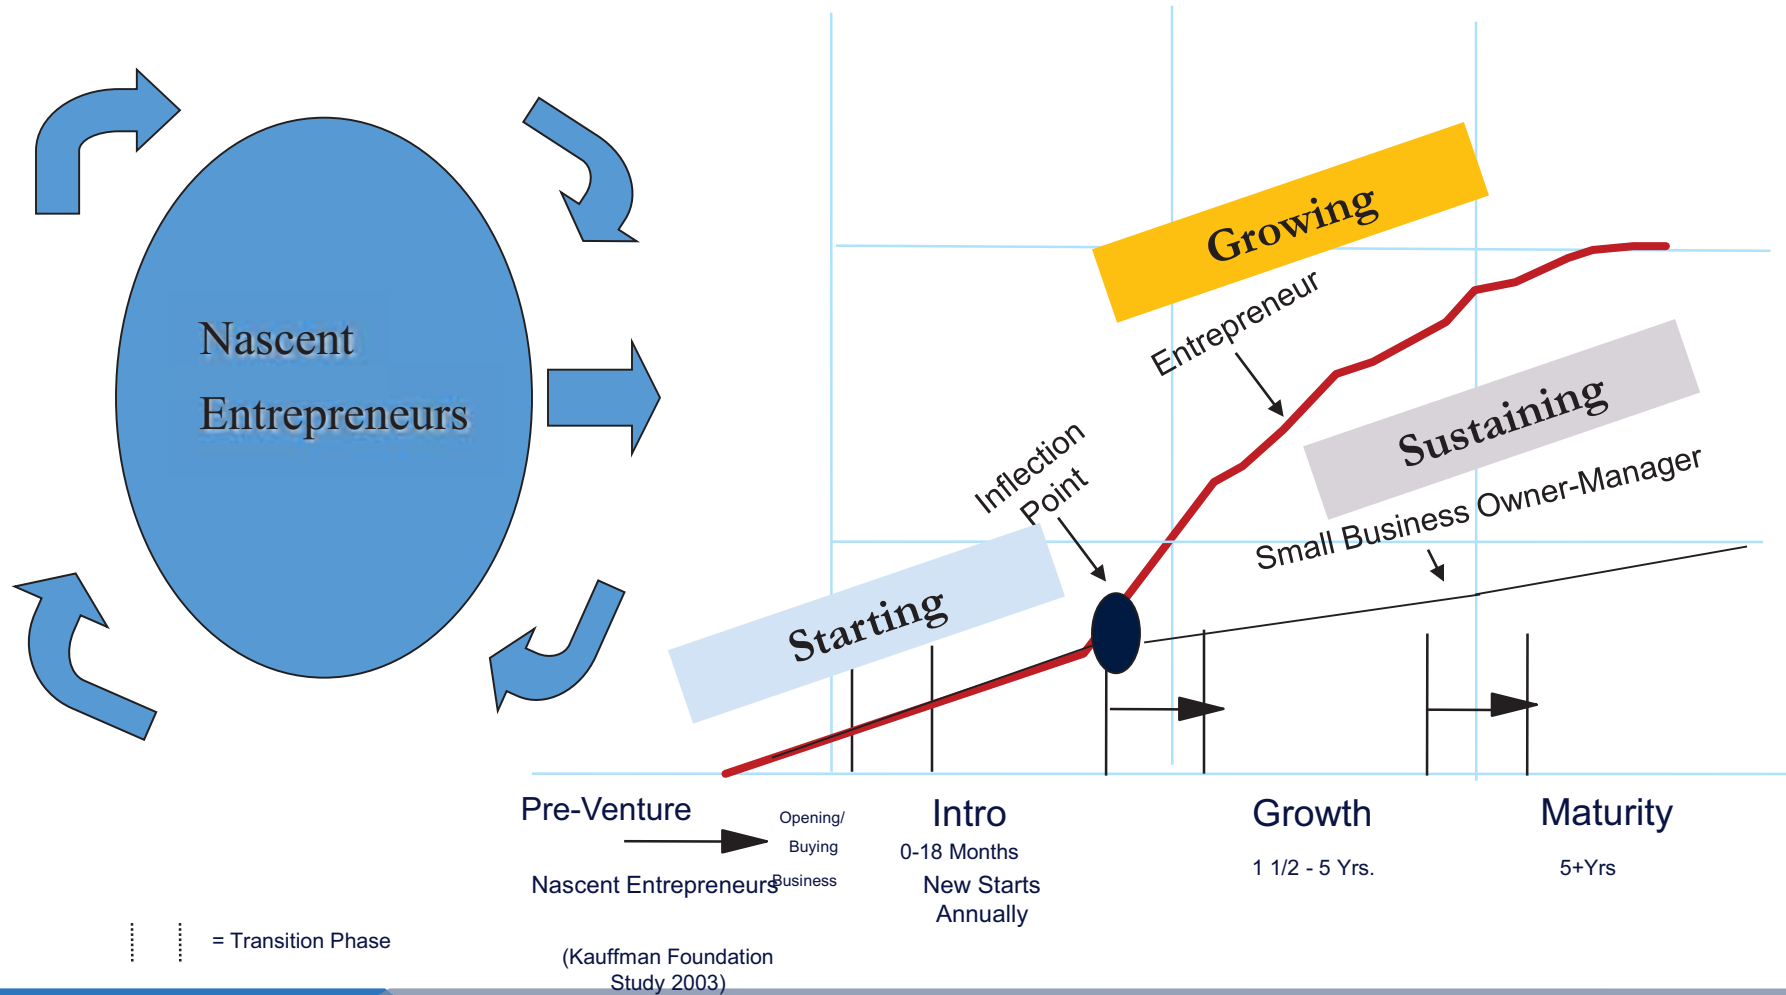 Nascent
Entrepreneurs
Growing
Entrepreneur
Sustaining
Small Business Owner-Manager
Inflection
Point
Starting
Pre-Venture
Opening/
Buying
Business
Nascent Entrepreneurs
(Kauffman Foundation
Study 2003)
Intro
0-18 Months
New Starts
Annually
Growth
1 1/2 - 5 Yrs.
Maturity
5+Yrs
= Transition Phase